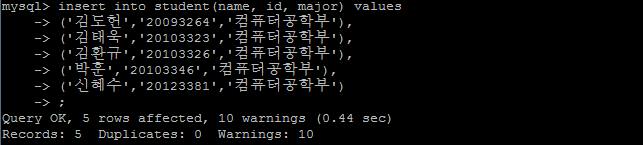 mysql> insert into student(name, id, major) values
    -> ('김도헌','20093264','컴퓨터공학부'),
    -> ('김태욱','20103323','컴퓨터공학부'),
    -> ('김환규','20103326','컴퓨터공학부'),
    -> ('박훈','20103346','컴퓨터공학부'),
    -> ('신혜수','20123381','컴퓨터공학부')
    -> ;
Query OK, 5 rows affected, 10 warnings (0.44 sec)
Records: 5  Duplicates: 0  Warnings: 10